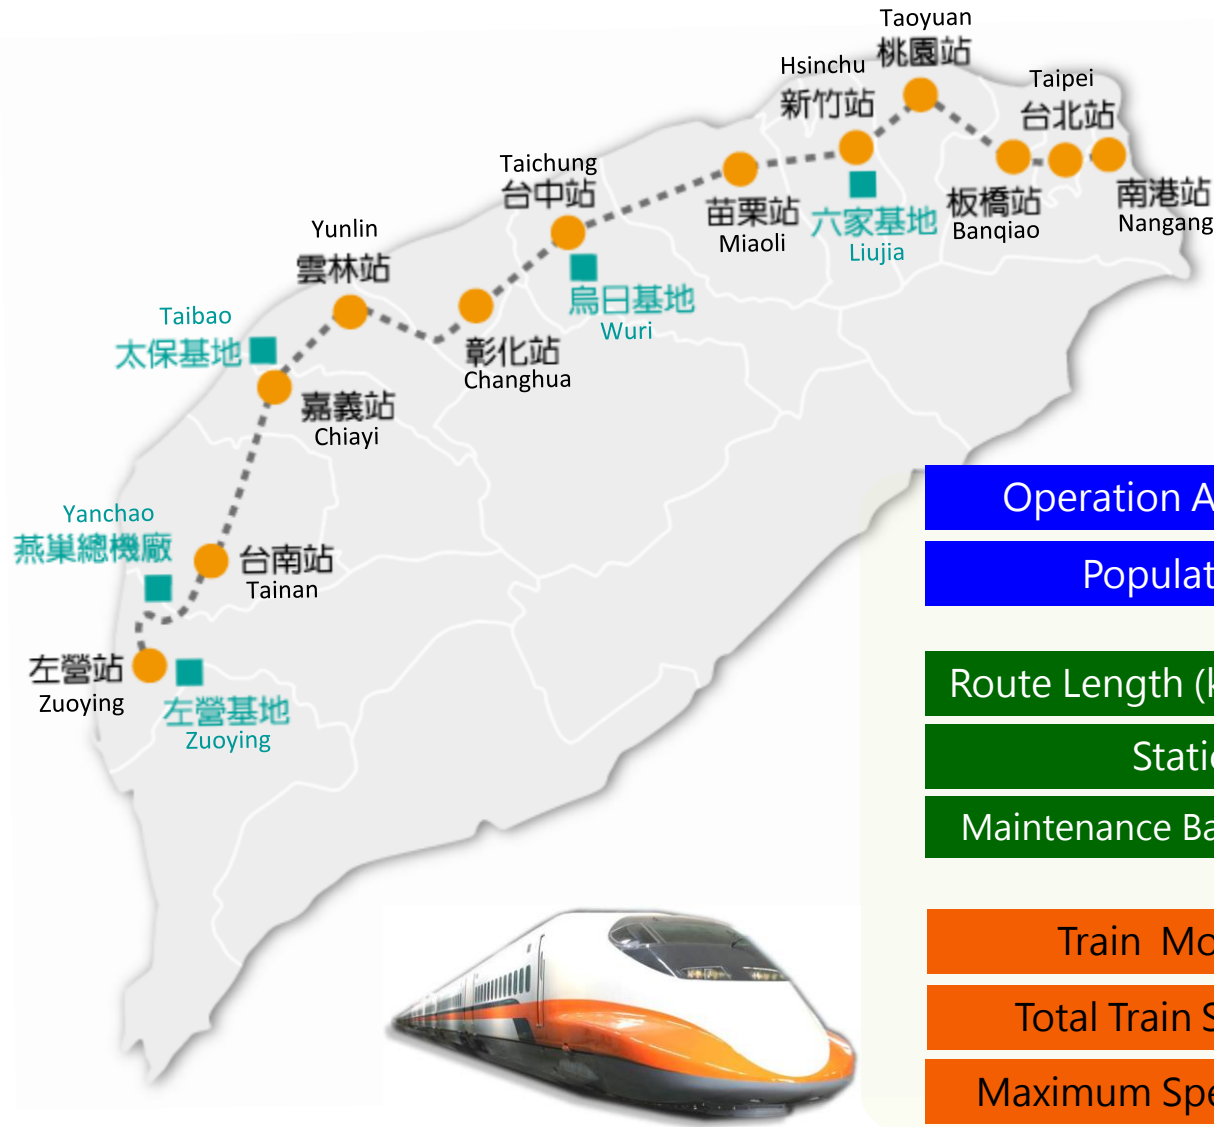 Taoyuan
桃園站
Hsinchu
新竹站
Taipei
台北站
Taichung
台中站
苗栗站
Miaoli
六家基地
Liujia
板橋站
Banqiao
南港站
Nangang
Yunlin
雲林站
烏日基地
Wuri
Taibao
太保基地
彰化站
Changhua
嘉義站
Chiayi
Yanchao
燕巢總機廠
台南站
Tainan
左營站
Zuoying
左營基地
Zuoying
Operation A
Populat
Route Length (k
Static
Maintenance Ba
Train Mo
Total Train S
Maximum Spe